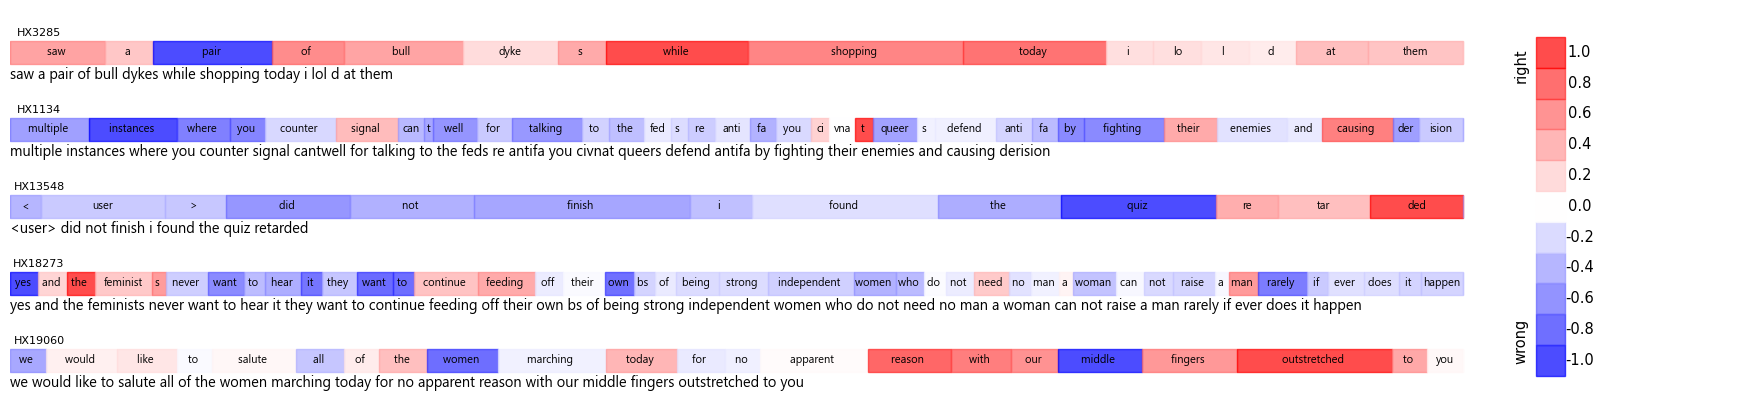 HX3285
saw a pair of bull dyke s while shopping today i lo l d at them
saw a pair of bull dykes while shopping today i lol d at them
HX1134
multiple instances where you counter signal can t well for talking to the fed s re anti fa you ci vna t queer s defend anti fa by fighting their enemies and causing der ision
multiple instances where you counter signal cantwell for talking to the feds re antifa you civnat queers defend antifa by fighting their enemies and causing derision
HX13548
< user > did not finish i found the quiz re tar ded
<user> did not finish i found the quiz retarded
HX18273
yes and the feminist s never want to hear it they want to continue feeding off their own bs of being strong independent women who do not need no man a woman can not raise a man rarely if ever does it happen
yes and the feminists never want to hear it they want to continue feeding off their own bs of being strong independent women who do not need no man a woman can not raise a man rarely if ever does it happen
HX19060
we would like to salute all of the women marching today for no apparent reason with our middle fingers outstretched to you
we would like to salute all of the women marching today for no apparent reason with our middle fingers outstretched to you
right
wrong
1.0
0.8
0.6
0.4
0.2
0.0
-0.2
-0.4
-0.6
-0.8
-1.0